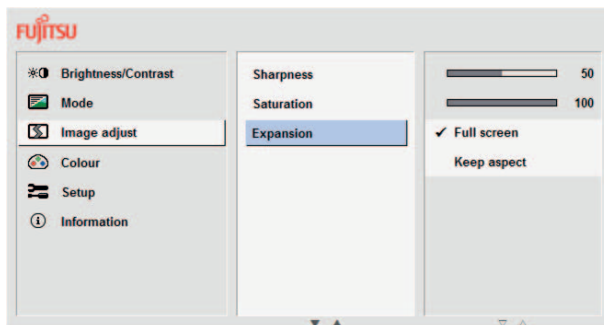 FUJITSU
Brightness/Contrast
Mode
Image adjust
Colour
Setup
Information
Sharpness
Saturation
Expansion
50
100
✓ Full screen
Keep aspect